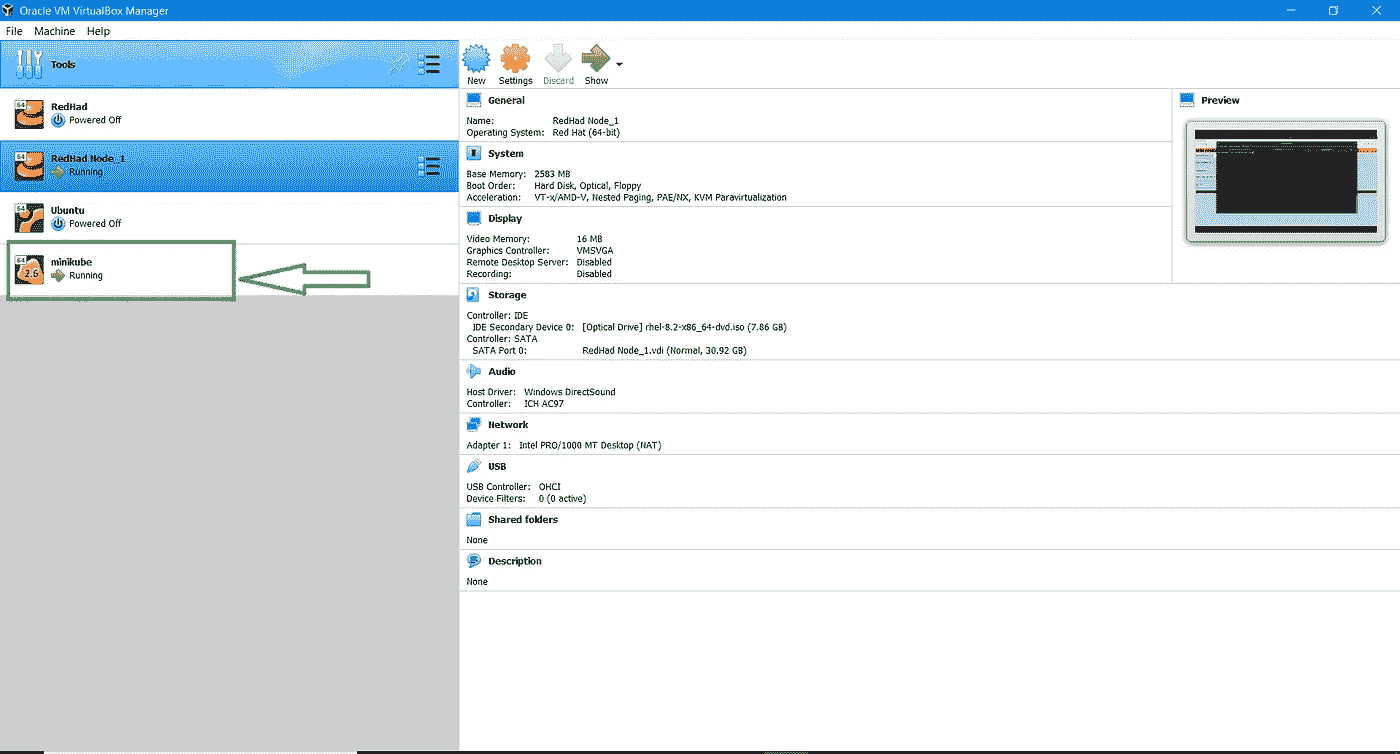 Oracle VM VirtualBox Manager
File Machine Help
Tools
64
RedHad
Powered Off
64
RedHad Node_1
Running
64
Ubuntu
Powered Off
64
2.6
minikube
Running
New Settings Discard Show
General
Name: RedHad Node_1
Operating System: Red Hat (64-bit)
System
Base Memory: 2583 MB
Boot Order: Hard Disk, Optical, Floppy
Acceleration: VT-x/AMD-V, Nested Paging, PAE/NX, KVM Paravirtualization
Display
Video Memory: 16 MB
Graphics Controller: VMSVGA
Remote Desktop Server: Disabled
Recording: Disabled
Storage
Controller: IDE
IDE Secondary Device 0: [Optical Drive] rhel-8.2-x86_64-dvd.iso (7.86 GB)
Controller: SATA
SATA Port 0: RedHad Node_1.vdi (Normal, 30.92 GB)
Audio
Host Driver: Windows DirectSound
Controller: ICH AC97
Network
Adapter 1: Intel PRO/1000 MT Desktop (NAT)
USB
USB Controller: OHCI
Device Filters: 0 (0 active)
Shared folders
None
Description
None
Preview